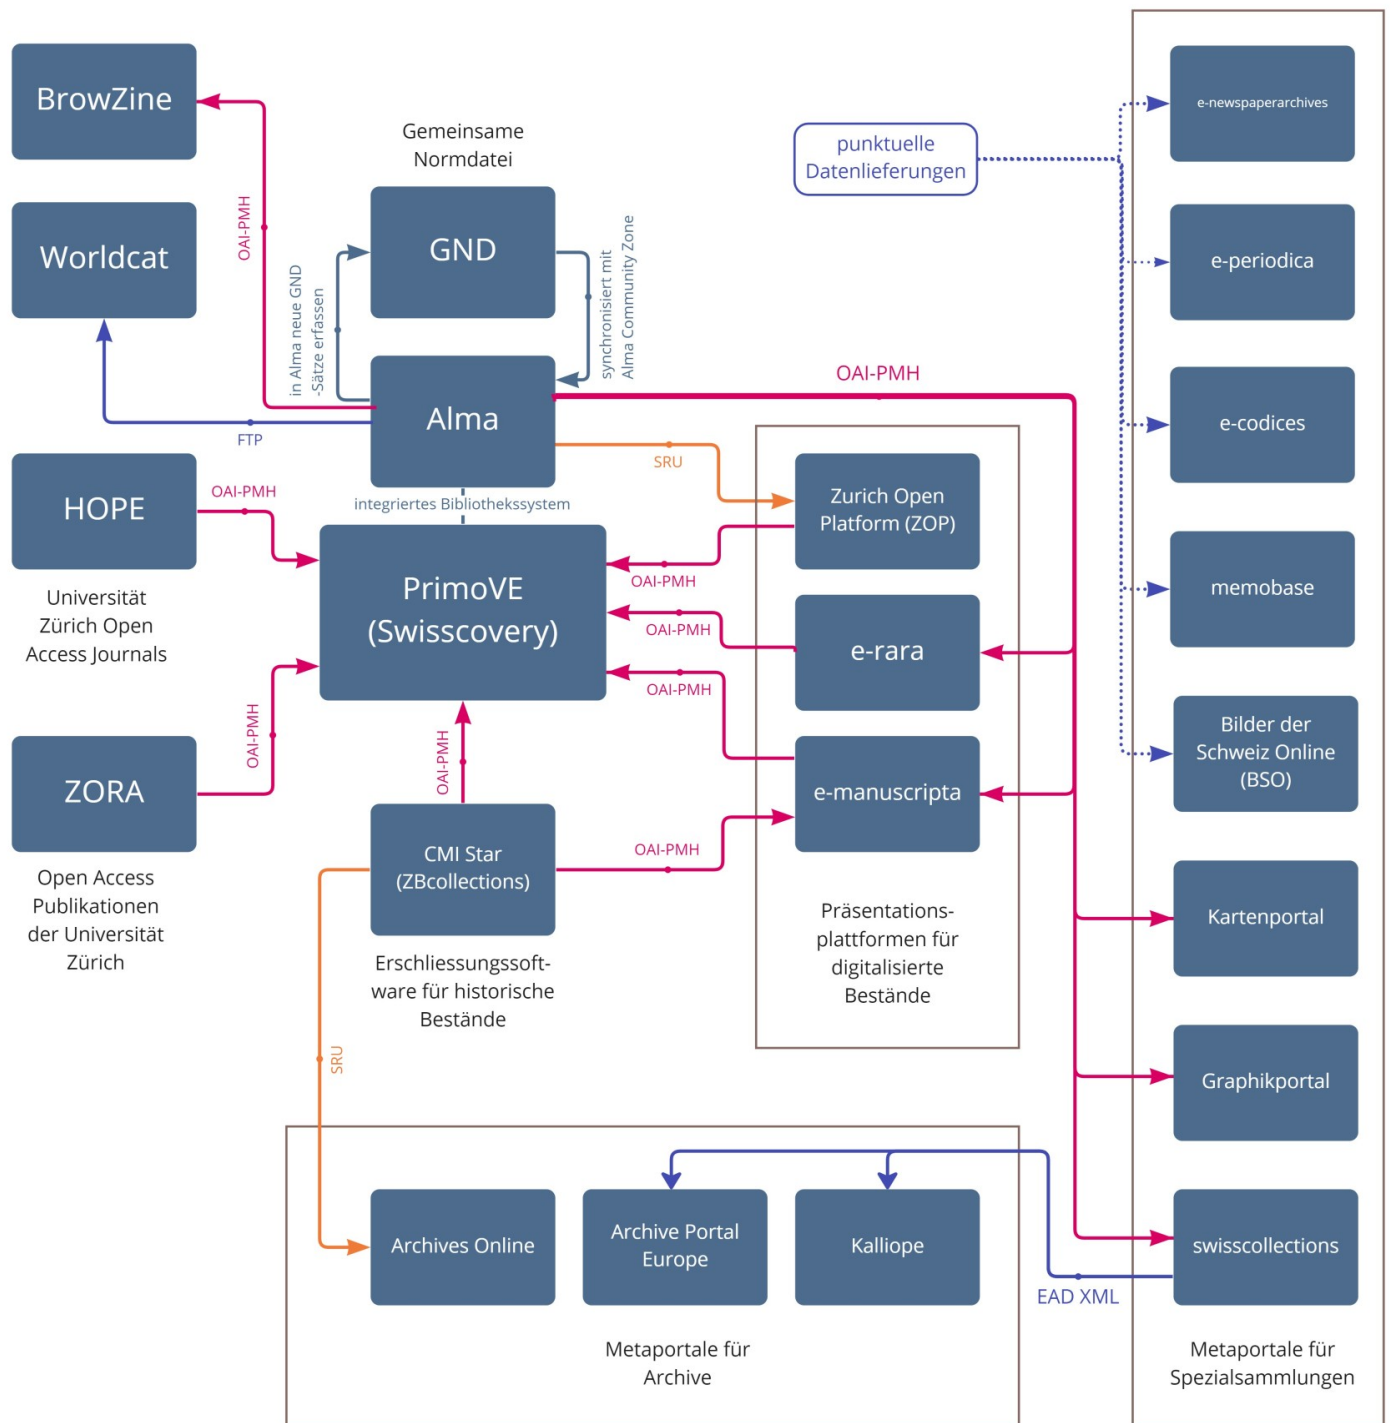 BrowZine
OAI-PMH
Gemeinsame
Normdatei
punktuelle
Datenlieferungen
e-newspaperarchives
Worldcat
GND
in Alma neue GND
-Sätze erfassen
synchronisiert mit
Alma Community Zone
e-periodica
OAI-PMH
Alma
FTP
SRU
e-codices
HOPE
OAI-PMH
integriertes Bibliothekssystem
Zurich Open
Platform (ZOP)
Universität
Zürich Open
Access Journals
PrimoVE
(Swisscovery)
OAI-PMH
OAI-PMH
OAI-PMH
e-rara
memobase
ZORA
OAI-PMH
OAI-PMH
e-manuscripta
Bilder der
Schweiz Online
(BSO)
Open Access
Publikationen
der Universität
Zürich
CMI Star
(ZBcollections)
OAI-PMH
Erschliessungssoft-
ware für historische
Bestände
Präsentations-
plattformen für
digitalisierte
Bestände
Kartenportal
SRU
Graphikportal
Archives Online
Archive Portal
Europe
Kalliope
swisscollections
EAD XML
Metaportale für
Archive
Metaportale für
Spezialsammlungen